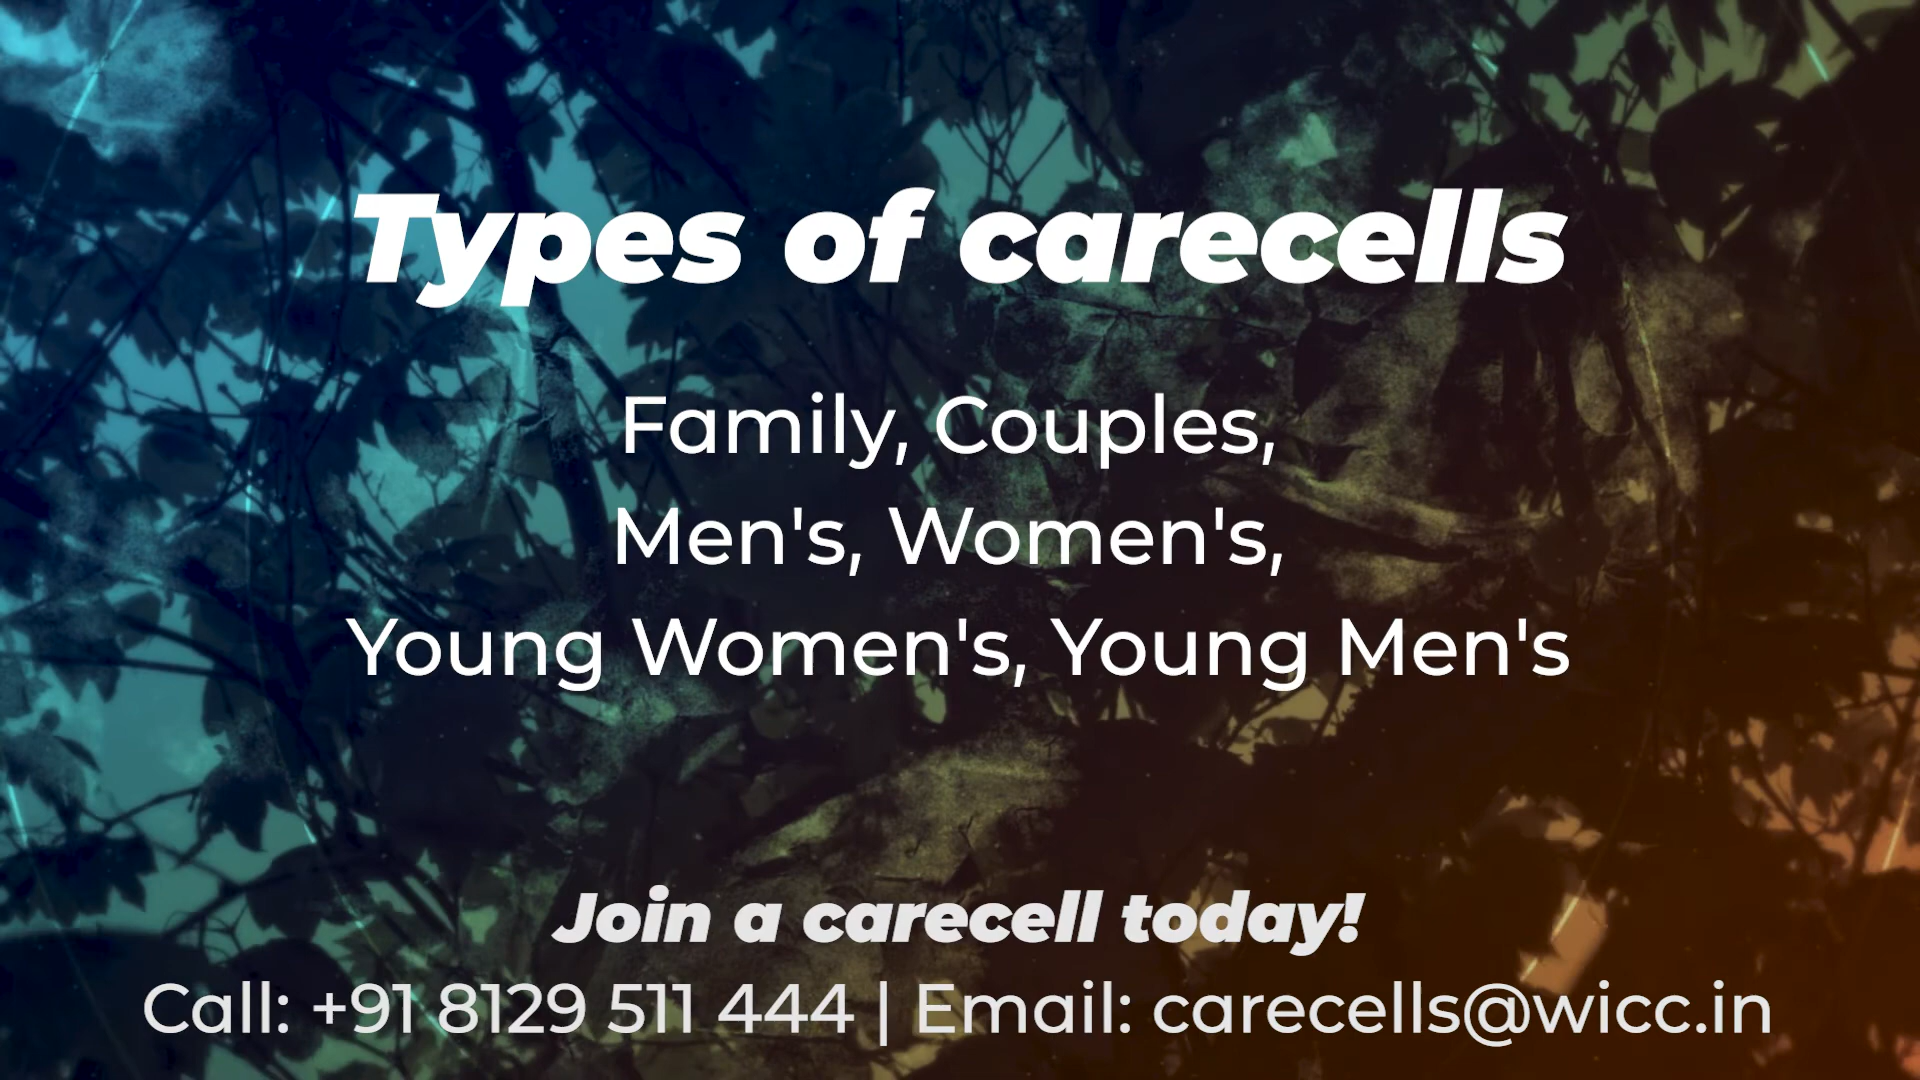 Types of carecells
Family, Couples,
Men's, Women's,
Young Women's, Young Men's
Join a carecell today!
Call: +91 8129 511 444 | Email: carecells@wicc.in